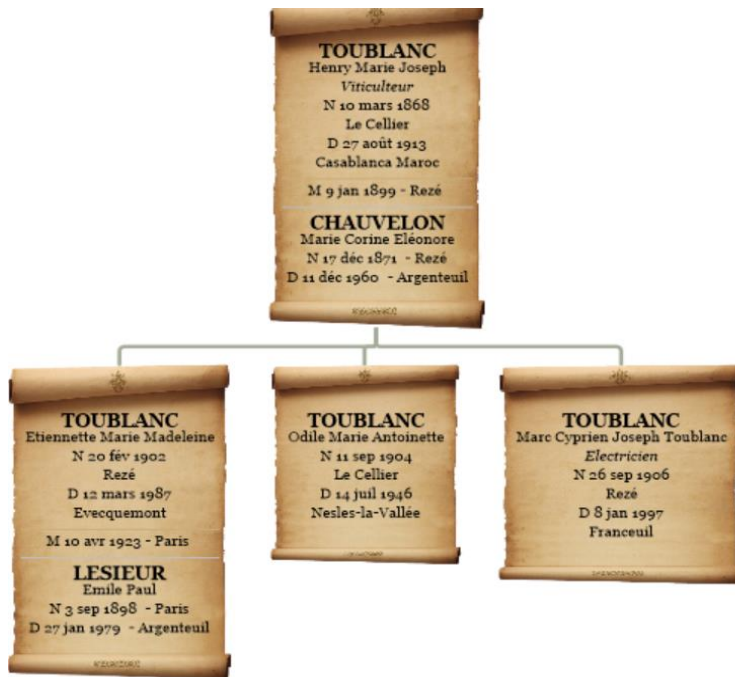 TOUBLANC
Henry Marie Joseph
Viticulteur
N 10 mars 1868
Le Cellier
D 27 août 1913
Casablanca Maroc
M 9 jan 1899 - Rezé
CHAUVELON
Marie Corine Eléonore
N 17 déc 1871 - Rezé
D 11 déc 1960 - Argenteuil
TOUBLANC
Etiennette Marie Madeleine
N 20 fév 1902
Rezé
D 12 mars 1987
Evecquemont
M 10 avr 1923 - Paris
LESIEUR
Emile Paul
N 3 sep 1898 - Paris
D 27 jan 1979 - Argenteuil
TOUBLANC
Odile Marie Antoinette
N 11 sep 1904
Le Cellier
D 14 juil 1946
Nesles-la-Vallée
TOUBLANC
Marc Cyprien Joseph Toublanc
Electricien
N 26 sep 1906
Rezé
D 8 jan 1997
Franceuil